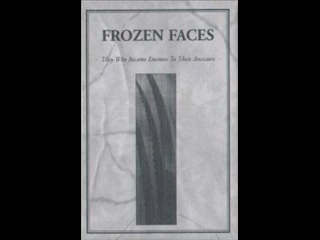 FROZEN FACES
- They Who Became Enemies To Their Ancestors -